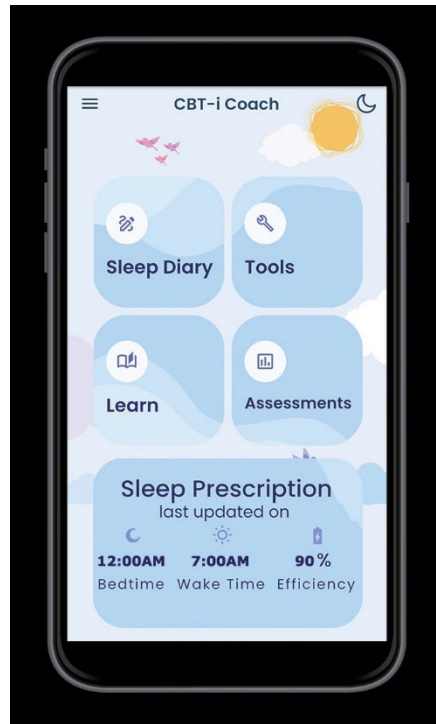 CBT-i Coach
Sleep Diary
Tools
Learn
Assessments
Sleep Prescription
last updated on
12:00AM 7:00AM 90%
Bedtime Wake Time Efficiency